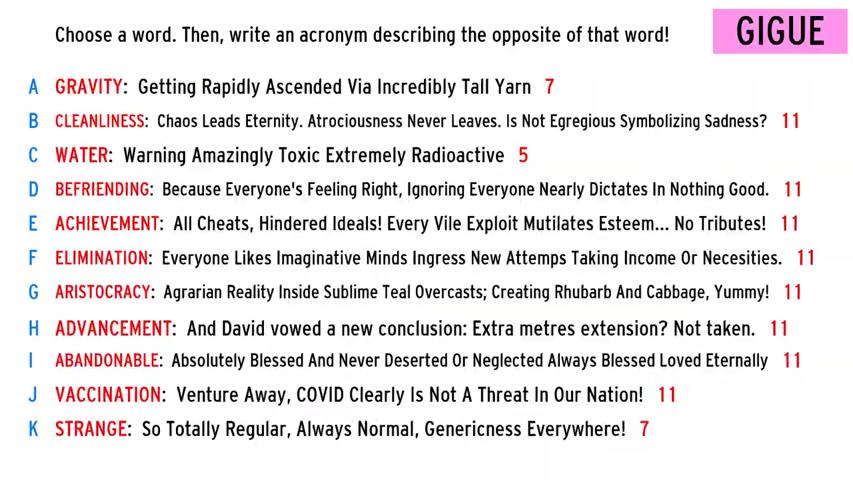 Choose a word. Then, write an acronym describing the opposite of that word!
GIGUE
A GRAVITY: Getting Rapidly Ascended Via Incredibly Tall Yarn 7
B CLEANLINESS: Chaos Leads Eternity. Atrociousness Never Leaves. Is Not Egregious Symbolizing Sadness? 11
C WATER: Warning Amazingly Toxic Extremely Radioactive 5
D BEFRIENDING: Because Everyone's Feeling Right, Ignoring Everyone Nearly Dictates In Nothing Good. 11
E ACHIEVEMENT: All Cheats, Hindered Ideals! Every Vile Exploit Mutilates Esteem... No Tributes! 11
F ELIMINATION: Everyone Likes Imaginative Minds Ingress New Attemps Taking Income Or Necesities. 11
G ARISTOCRACY: Agrarian Reality Inside Sublime Teal Overcasts; Creating Rhubarb And Cabbage, Yummy! 11
H ADVANCEMENT: And David vowed a new conclusion: Extra metres extension? Not taken. 11
I ABANDONABLE: Absolutely Blessed And Never Deserted Or Neglected Always Blessed Loved Eternally 11
J VACCINATION: Venture Away, COVID Clearly Is Not A Threat In Our Nation! 11
K STRANGE: So Totally Regular, Always Normal, Genericness Everywhere! 7